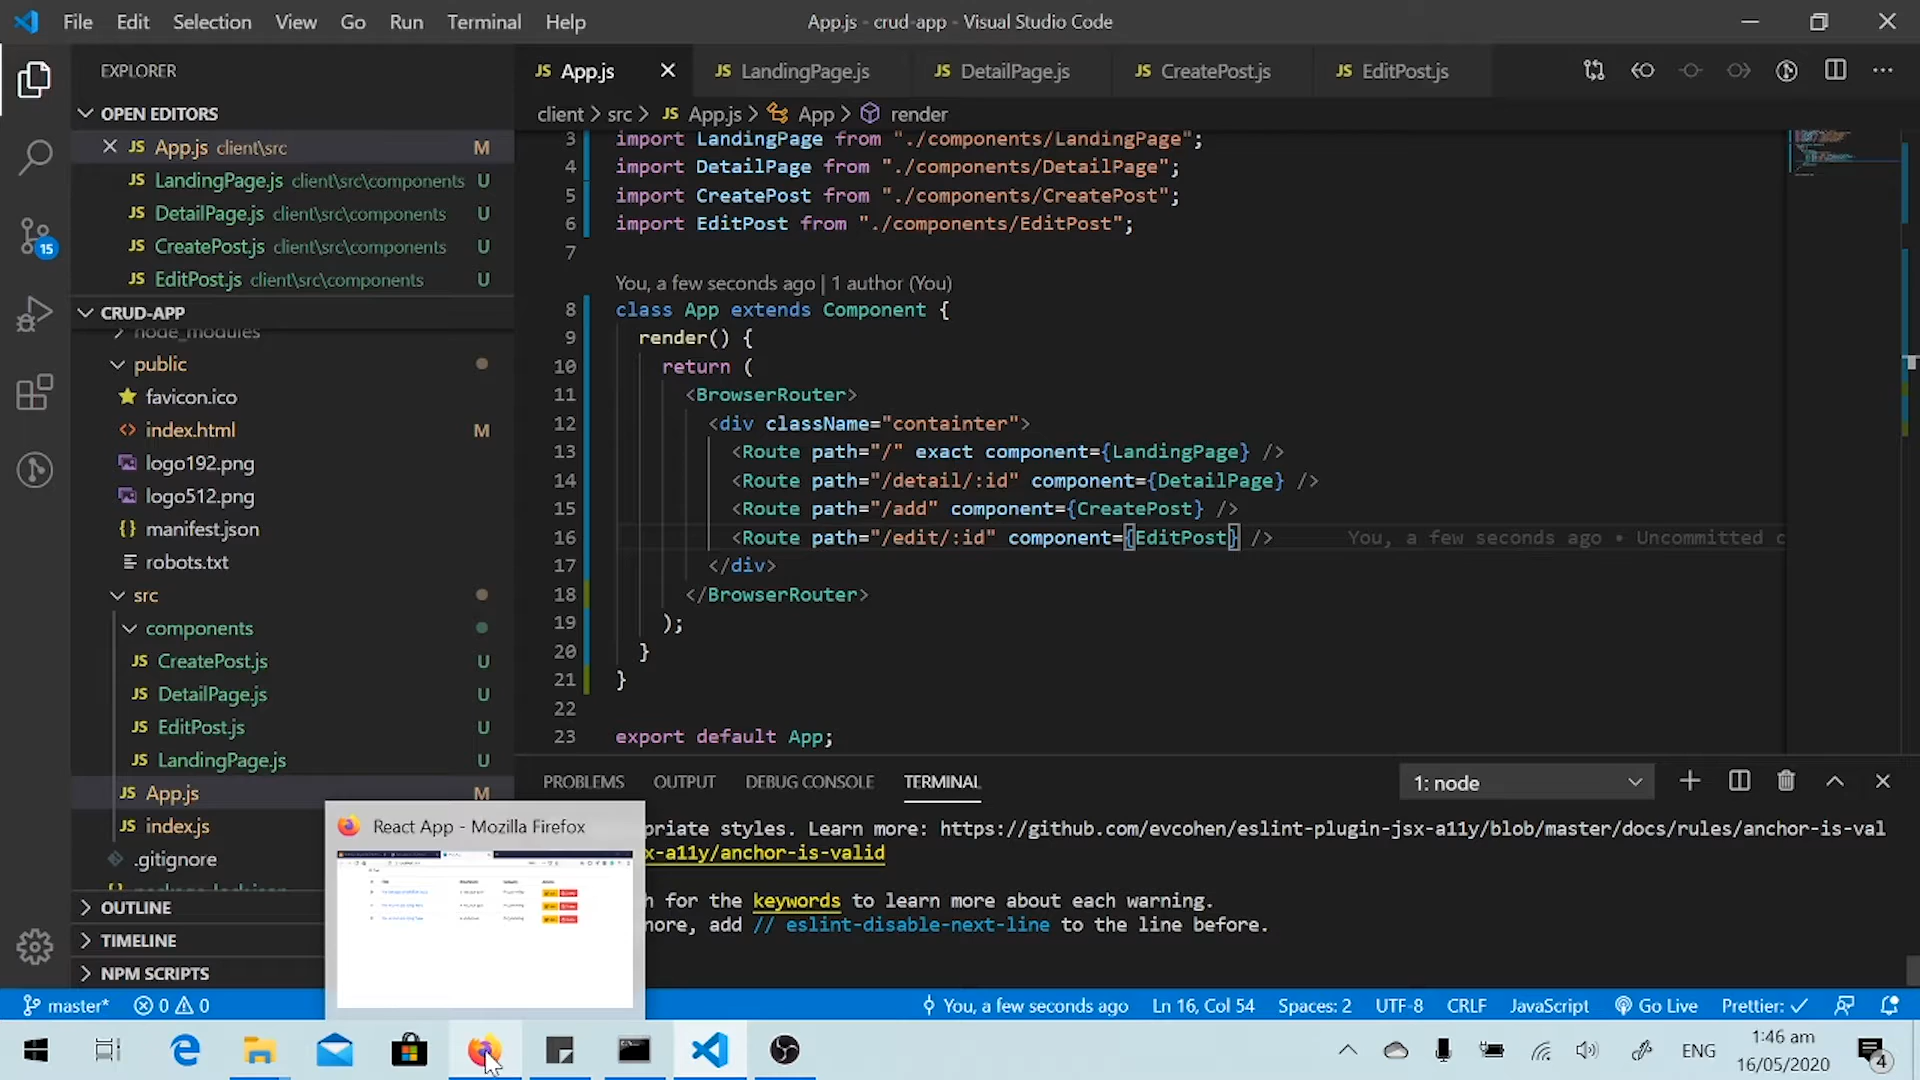 File Edit Selection View Go Run Terminal Help
App.js - crud-app - Visual Studio Code
EXPLORER
OPEN EDITORS
App.js client\src M
LandingPage.js client\src\components U
DetailPage.js client\src\components U
CreatePost.js client\src\components U
EditPost.js client\src\components U
CRUD-APP
node_modules
public
favicon.ico
index.html M
logo192.png
logo512.png
manifest.json
robots.txt
src
components
CreatePost.js U
DetailPage.js U
EditPost.js U
LandingPage.js U
App.js M
index.js
.gitignore
OUTLINE
TIMELINE
NPM SCRIPTS
15
JS App.js
JS LandingPage.js
JS DetailPage.js
JS CreatePost.js
JS EditPost.js
client > src > JS App.js > App > render
3 import LandingPage from "./components/LandingPage";
4 import DetailPage from "./components/DetailPage";
5 import CreatePost from "./components/CreatePost";
6 import EditPost from "./components/EditPost";
7
You, a few seconds ago | 1 author (You)
8 class App extends Component {
9 render() {
10 return (
11 <BrowserRouter>
12 <div className="containter">
13 <Route path="/" exact component={LandingPage} />
14 <Route path="/detail/:id" component={DetailPage} />
15 <Route path="/add" component={CreatePost} />
16 <Route path="/edit/:id" component={EditPost} /> You, a few seconds ago • Uncommitted c
17 </div>
18 </BrowserRouter>
19 );
20 }
21 }
22
23 export default App;
PROBLEMS OUTPUT DEBUG CONSOLE TERMINAL
1: node
priate styles. Learn more: https://github.com/evcohen/eslint-plugin-jsx-a11y/blob/master/docs/rules/anchor-is-val
x-a11y/anchor-is-valid
h for the keywords to learn more about each warning.
nore, add // eslint-disable-next-line to the line before.
React App - Mozilla Firefox
master* 0 0
You, a few seconds ago Ln 16, Col 54 Spaces: 2 UTF-8 CRLF JavaScript Go Live Prettier: ✓
ENG
1:46 am
16/05/2020
4